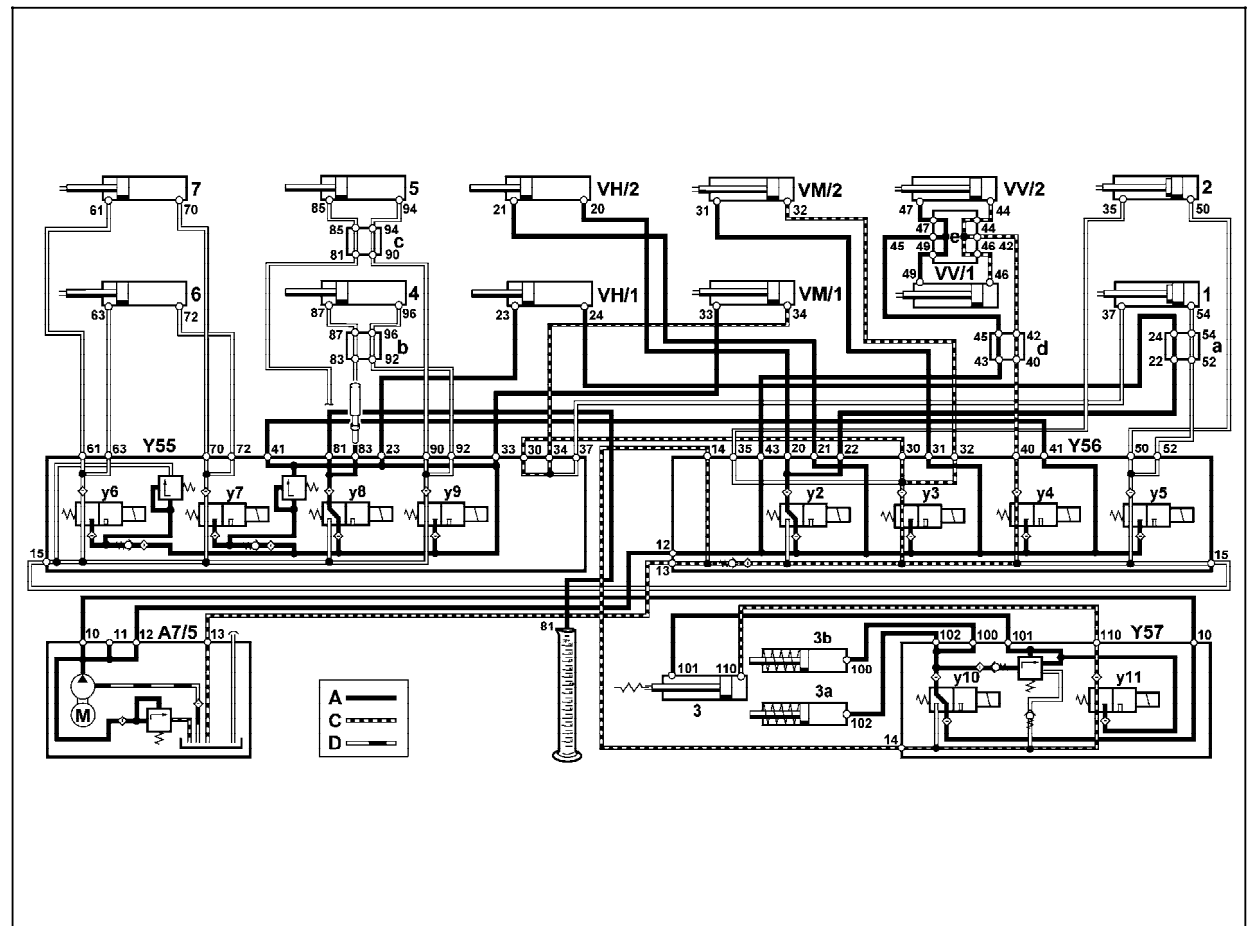 7 5 VH/2 VM/2 VV/2 2
61 70 85 94 21 20 31 32 47 44 35 50
85 94 47 44
c e
81 90 45 49 46 42
VV/1
6 4 VH/1 VM/1 49 46 1
63 72 87 96 23 24 33 34 37 54
87 96 45 42 24 54
b d a
83 92 43 40 22 52
61 63 Y55 70 72 41 81 83 23 90 92 33 30 34 37 14 35 43 20 21 22 30 31 32 40 41 Y56 50 52
y6 y7 y8 y9 y2 y3 y4 y5
15 12 15
13
10 11 12 A7/5 13 81 3b 102 100 101 110 Y57 10
101 110 100
M A 3 3a y10 y11
C 102
D 14